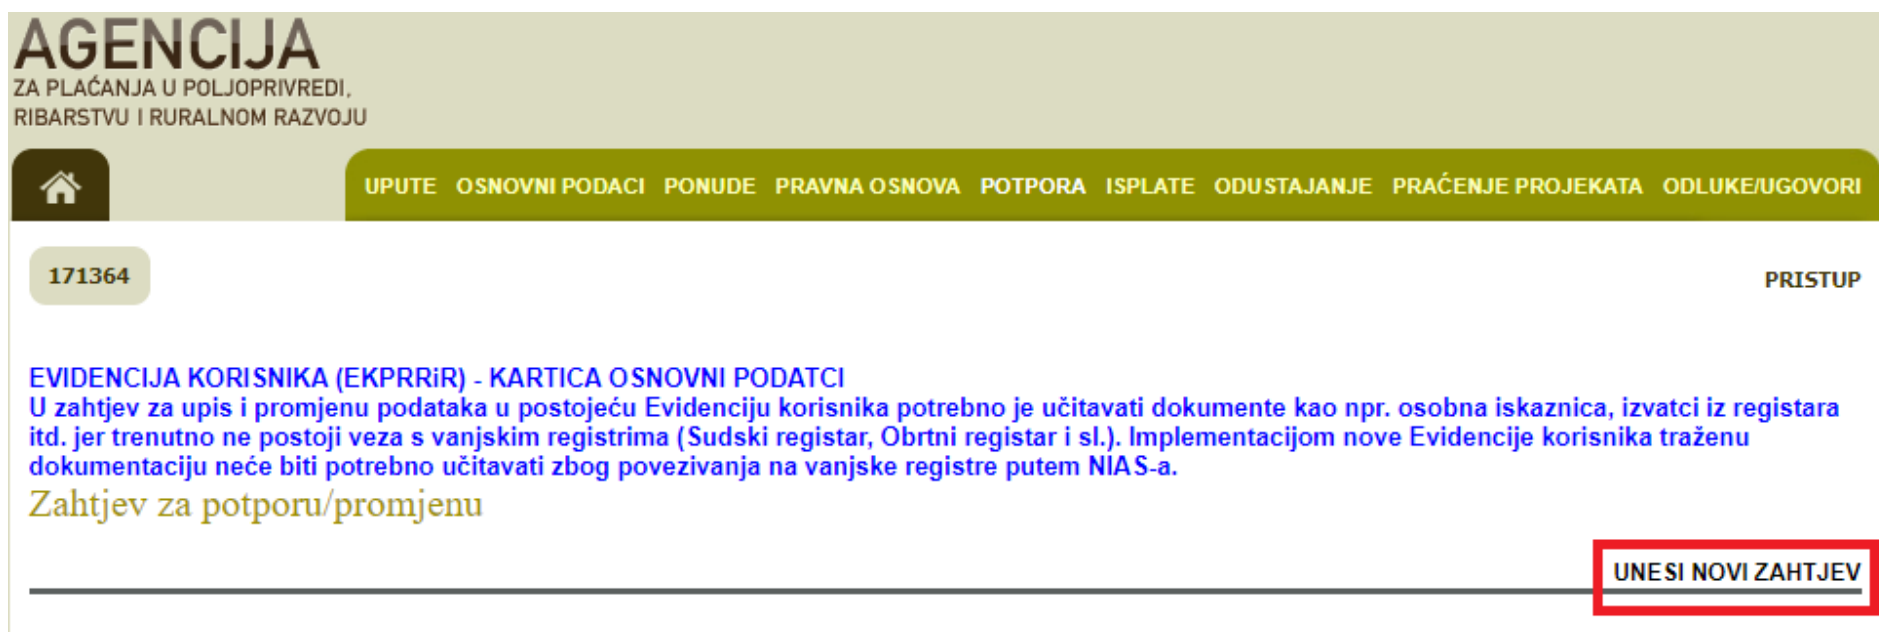 AGENCIJA
ZA PLAĆANJA U POLJOPRIVREDI,
RIBARSTVU I RURALNOM RAZVOJU
UPUTE OSNOVNI PODACI PONUDE PRAVNA OSNOVA POTPORA ISPLATE ODUSTAJANJE PRAĆENJE PROJEKATA ODLUKE/UGOVORI
171364
PRISTUP
EVIDENCIJA KORISNIKA (EKPRRiR) - KARTICA OSNOVNI PODATCI
U zahtjev za upis i promjenu podataka u postojeću Evidenciju korisnika potrebno je učitavati dokumente kao npr. osobna iskaznica, izvatci iz registara
itd. jer trenutno ne postoji veza s vanjskim registrima (Sudski registar, Obrtni registar i sl.). Implementacijom nove Evidencije korisnika traženu
dokumentaciju neće biti potrebno učitavati zbog povezivanja na vanjske registre putem NIAS-a.
Zahtjev za potporu/promjenu
UNESI NOVI ZAHTJEV